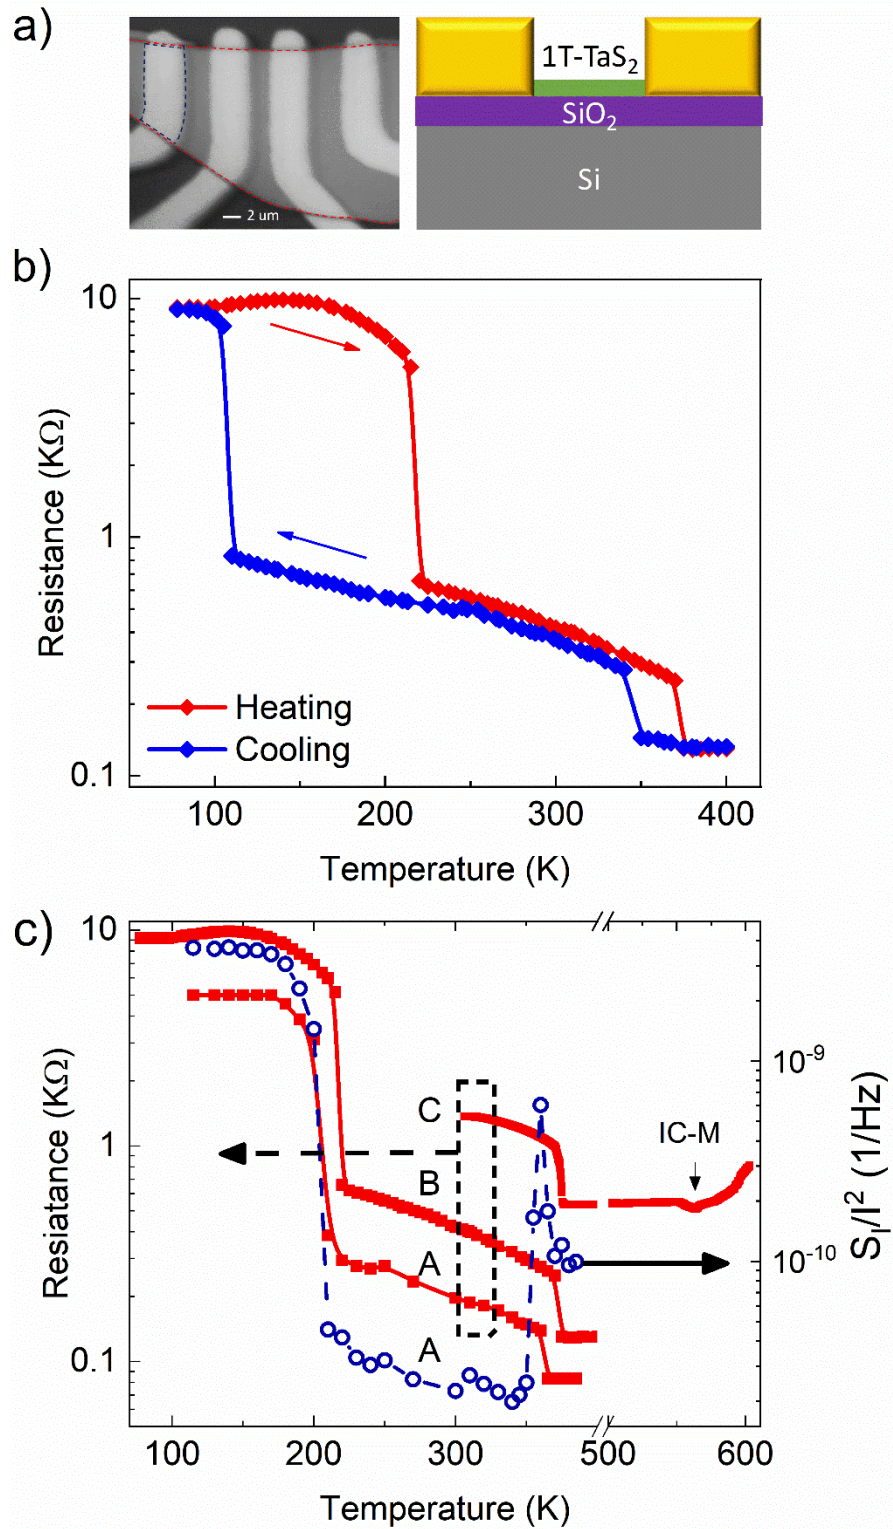 a)
2 um
1T-TaS₂
SiO₂
Si
b)
10
1
0.1
Resistance (KΩ)
Heating
Cooling
100
200
300
400
Temperature (K)
c)
10
1
0.1
Resiatance (KΩ)
C
B
A
A
IC-M
10⁻⁹
10⁻¹⁰
S_I/I² (1/Hz)
100
200
300
400
500
600
Temperature (K)